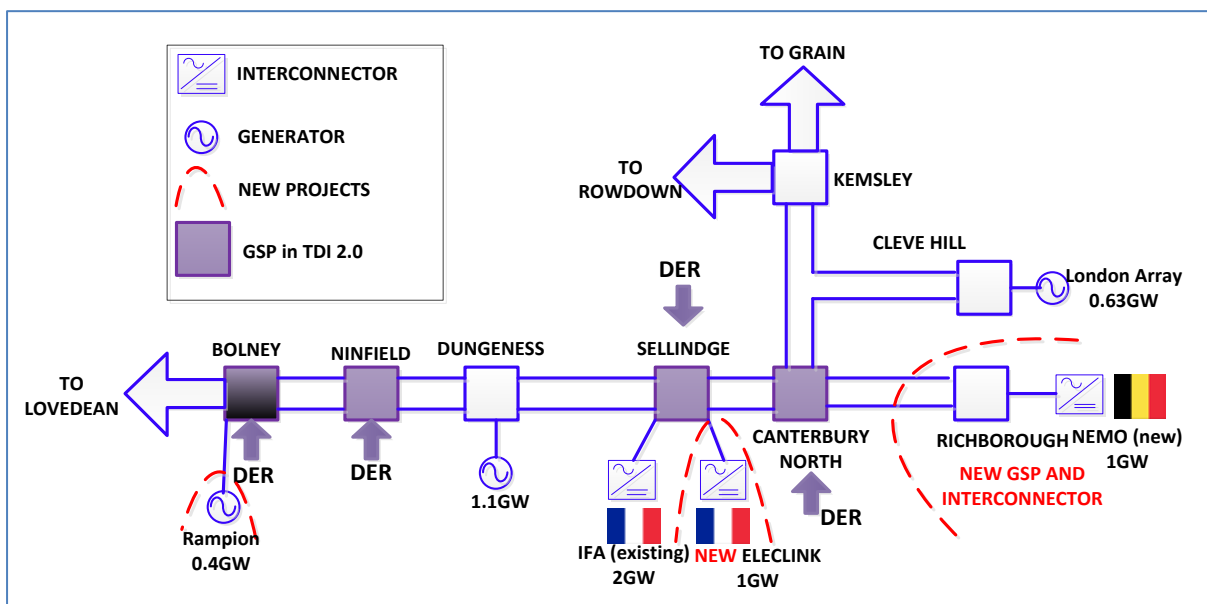 INTERCONNECTOR
GENERATOR
NEW PROJECTS
GSP in TDI 2.0
TO GRAIN
TO
ROWDOWN
KEMSLEY
CLEVE HILL
London Array
0.63GW
DER
BOLNEY
NINFIELD
DUNGENESS
SELLINDGE
TO
LOVEDEAN
CANTERBURY
NORTH
RICHBOROUGH
NEMO (new)
1GW
NEW GSP AND
INTERCONNECTOR
DER
DER
1.1GW
DER
Rampion
0.4GW
IFA (existing)
2GW
NEW ELECLINK
1GW